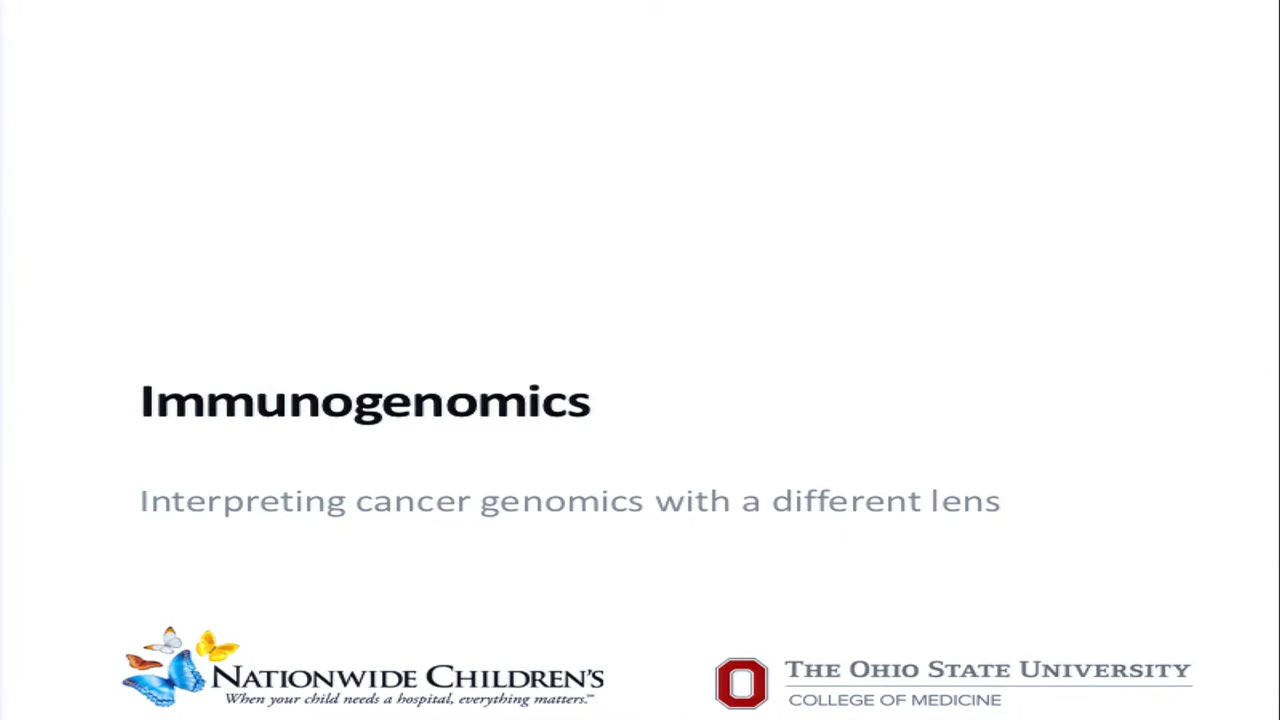 Immunogenomics
Interpreting cancer genomics with a different lens
NATIONWIDE CHILDREN'S
When your child needs a hospital, everything matters.℠
THE OHIO STATE UNIVERSITY
COLLEGE OF MEDICINE